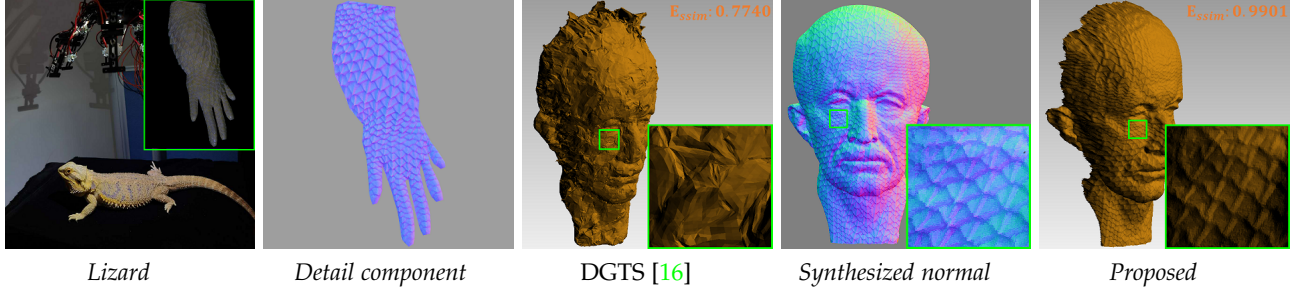 E_ssim: 0.7740
E_ssim: 0.9901
Lizard
Detail component
DGTS [16]
Synthesized normal
Proposed